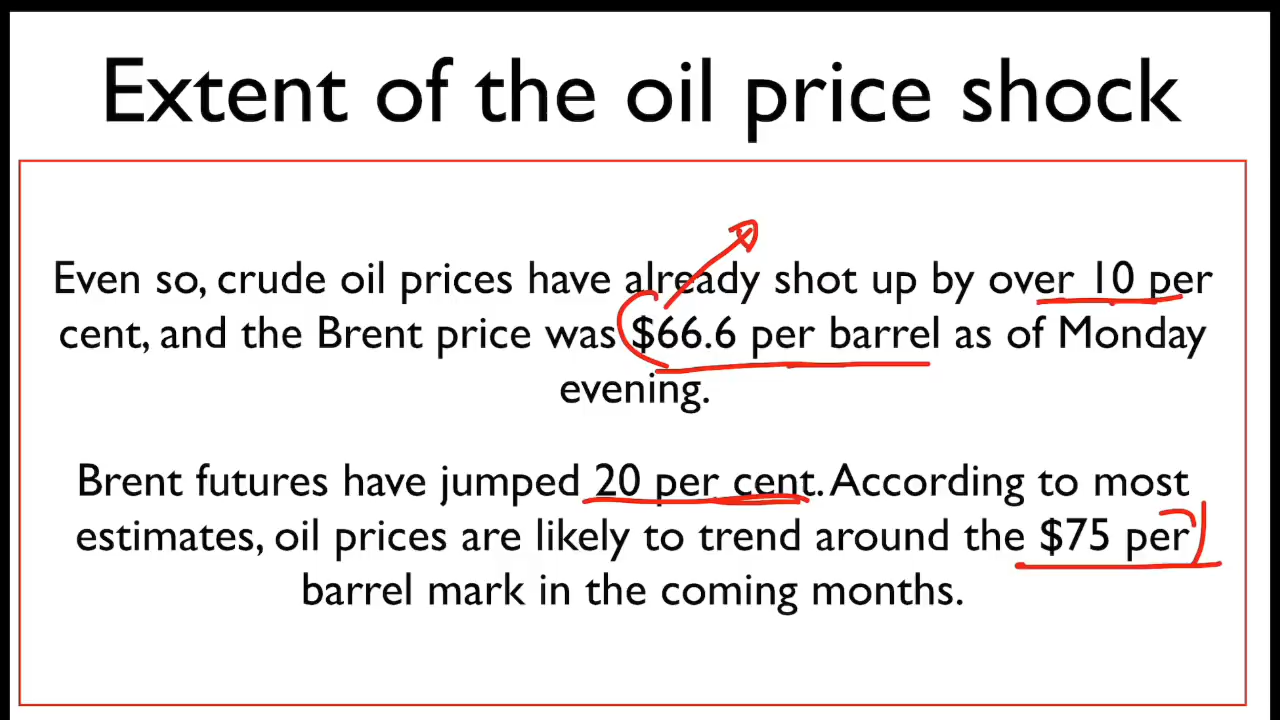 Extent of the oil price shock
Even so, crude oil prices have already shot up by over 10 per
cent, and the Brent price was $66.6 per barrel as of Monday
evening.
Brent futures have jumped 20 per cent. According to most
estimates, oil prices are likely to trend around the $75 per
barrel mark in the coming months.